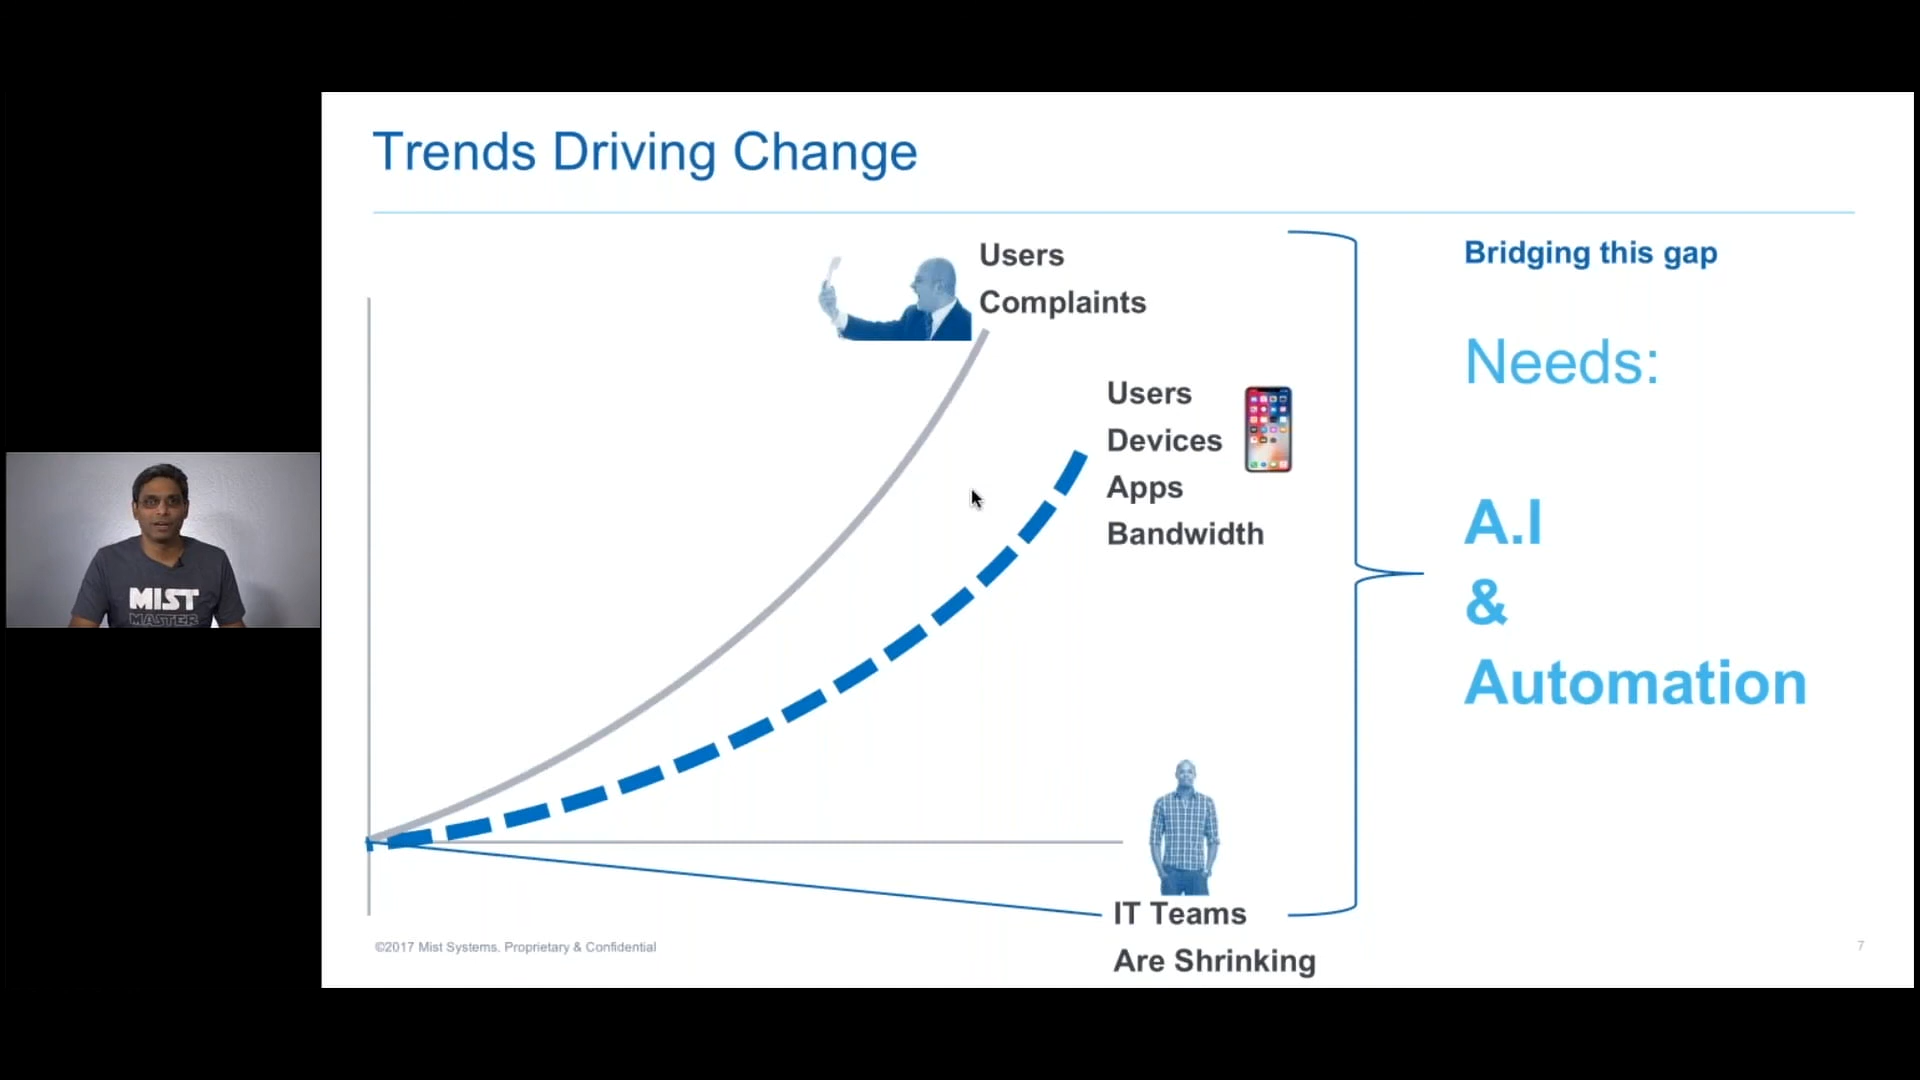 Trends Driving Change
Users
Complaints
Bridging this gap
Needs:
Users
Devices
Apps
Bandwidth
A.I
&
Automation
MIST
MASTER
IT Teams
Are Shrinking
©2017 Mist Systems. Proprietary & Confidential
7